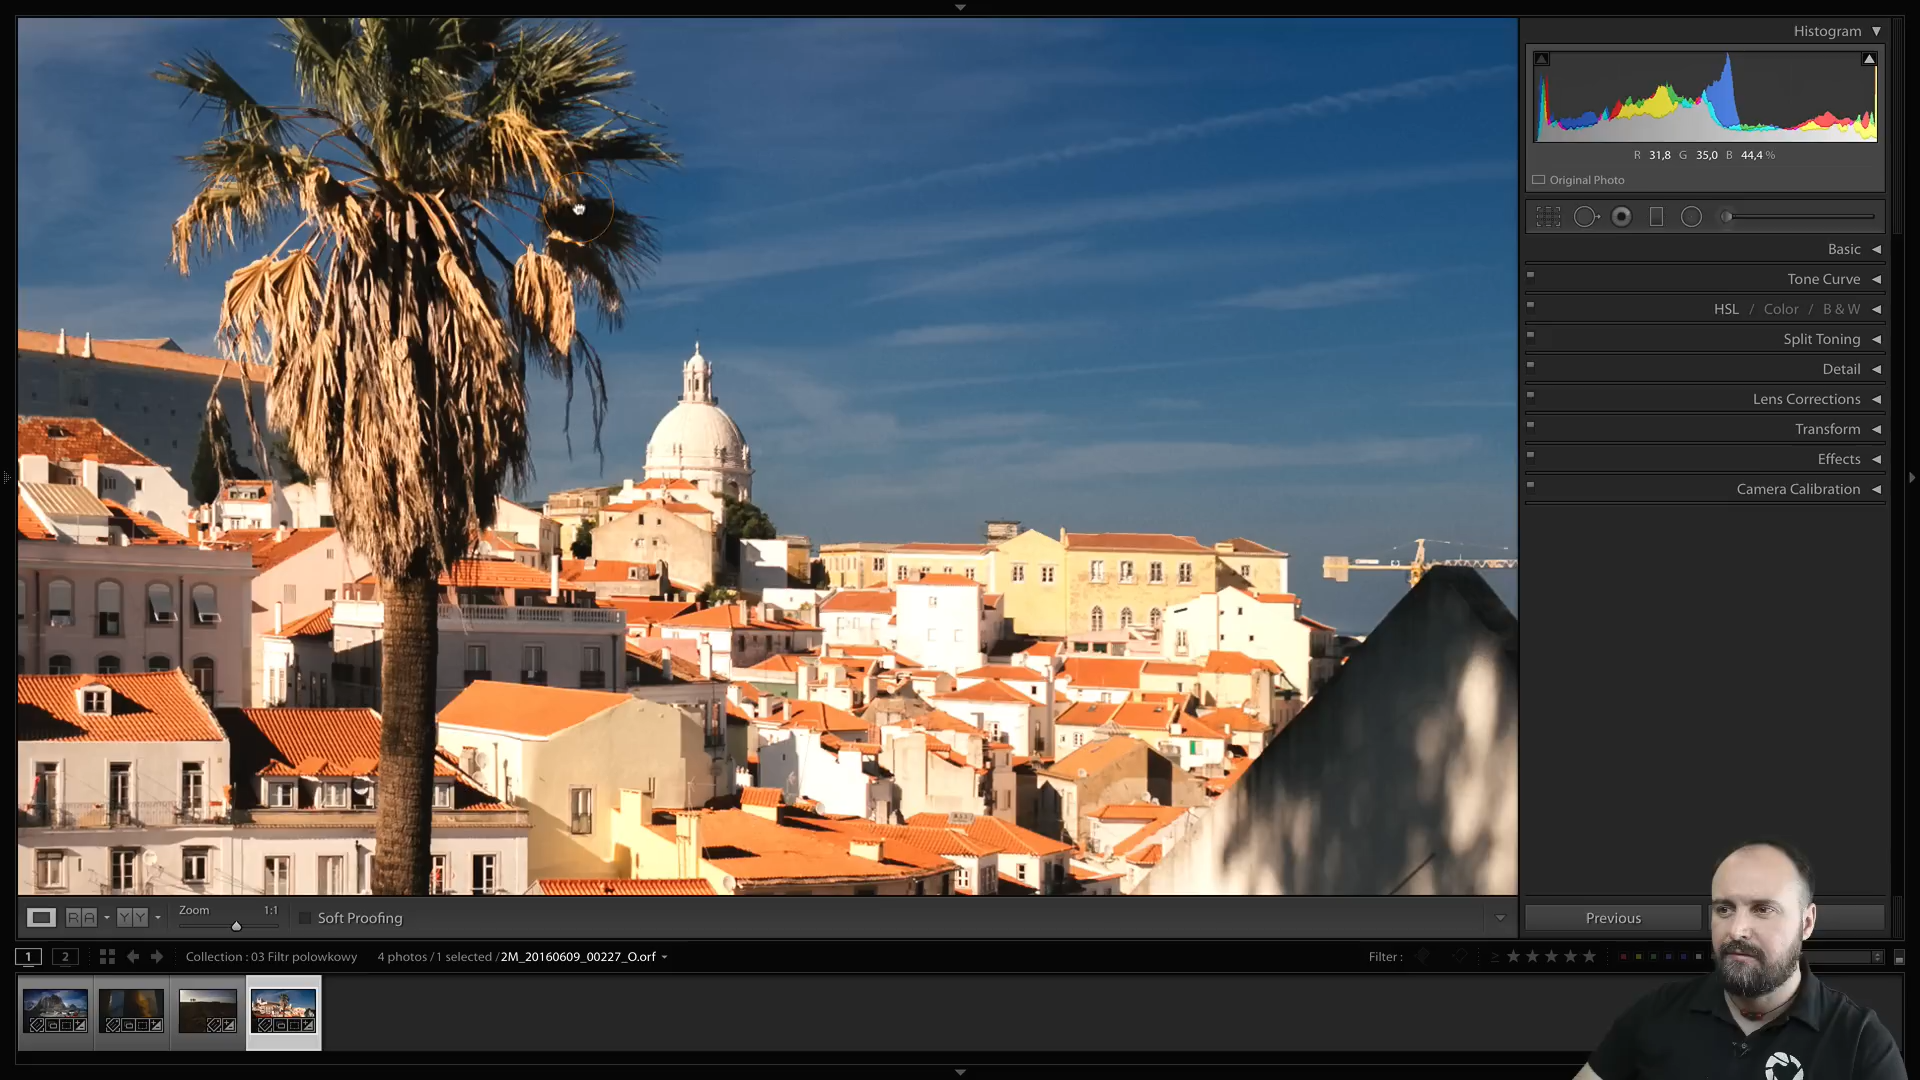 Histogram
R 31,8 G 35,0 B 44,4 %
Original Photo
Basic
Tone Curve
HSL / Color / B & W
Split Toning
Detail
Lens Corrections
Transform
Effects
Camera Calibration
Zoom 1:1
R A Y Y Soft Proofing
Previous
1 2 Collection : 03 Filtr polowkowy 4 photos / 1 selected / 2M_20160609_00227_O.orf Filter :